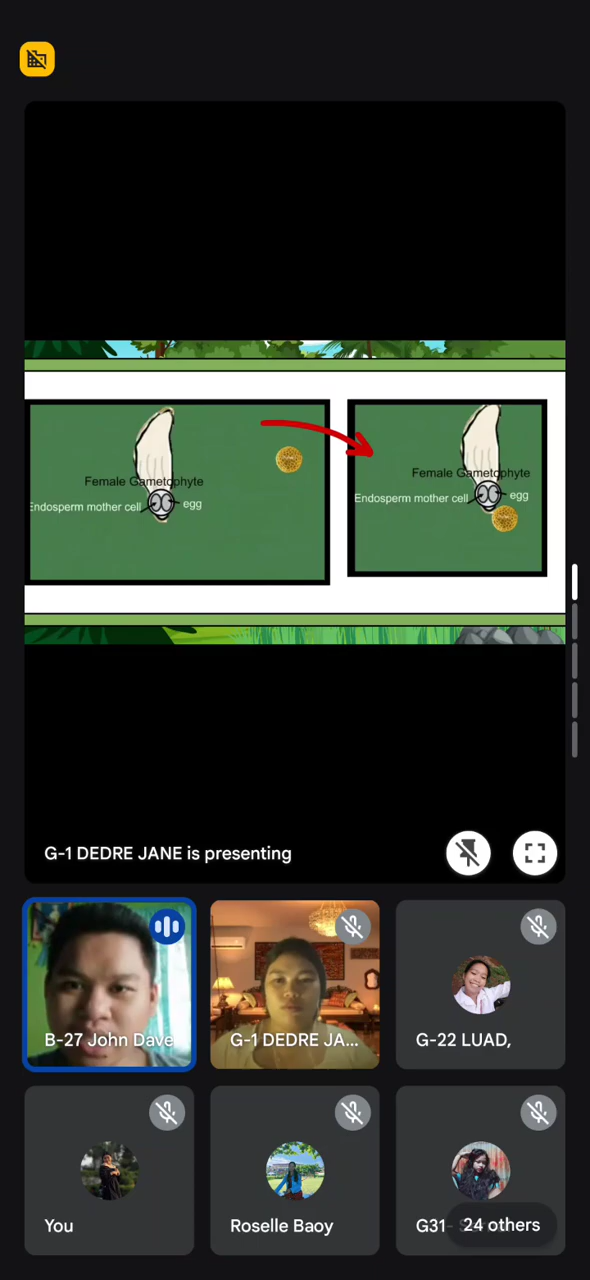 Female Gametophyte
Endosperm mother cell
egg
Female Gametophyte
Endosperm mother cell
egg
G-1 DEDRE JANE is presenting
B-27 John Dave
G-1 DEDRE JA...
G-22 LUAD,
You
Roselle Baoy
G31-
24 others